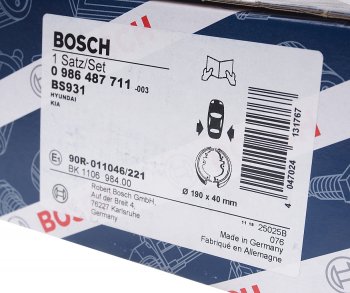 BOSCH
1 Satz/Set
0 986 487 711 -003
BS931
HYUNDAI
KIA
E1 90R-011046/221
BK 1106 984.00
Robert Bosch GmbH
Auf der Breit 4
76227 Karlsruhe
Germany
Ø 190 x 40 mm
4 047024 131767
25025B
076
Made in Germany
Fabriqué en Allemagne
BOSCH